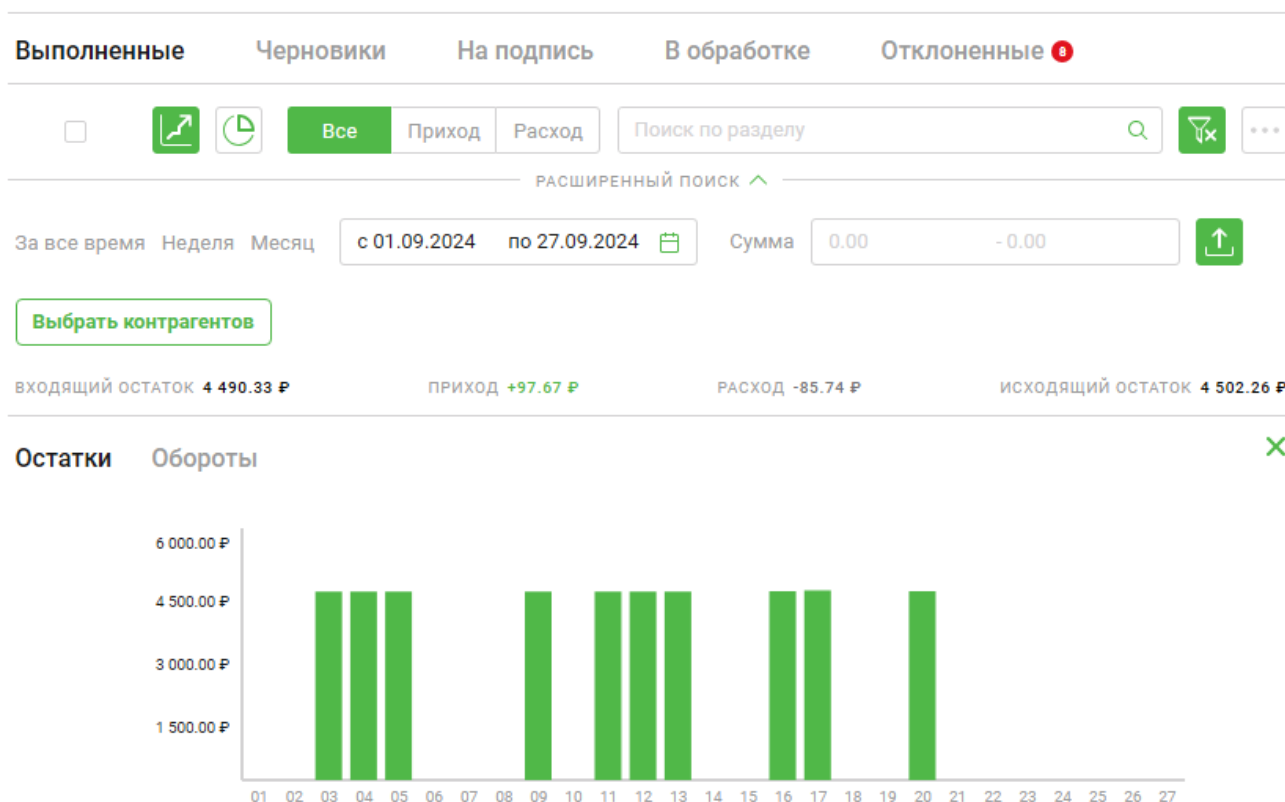 Выполненные Черновики На подпись В обработке Отклоненные 8
Все Приход Расход Поиск по разделу
РАСШИРЕННЫЙ ПОИСК
За все время Неделя Месяц с 01.09.2024 по 27.09.2024 Сумма 0.00 - 0.00
Выбрать контрагентов
ВХОДЯЩИЙ ОСТАТОК 4 490.33 ₽ ПРИХОД +97.67 ₽ РАСХОД -85.74 ₽ ИСХОДЯЩИЙ ОСТАТОК 4 502.26 ₽
Остатки Обороты
6 000.00 ₽
4 500.00 ₽
3 000.00 ₽
1 500.00 ₽
01 02 03 04 05 06 07 08 09 10 11 12 13 14 15 16 17 18 19 20 21 22 23 24 25 26 27